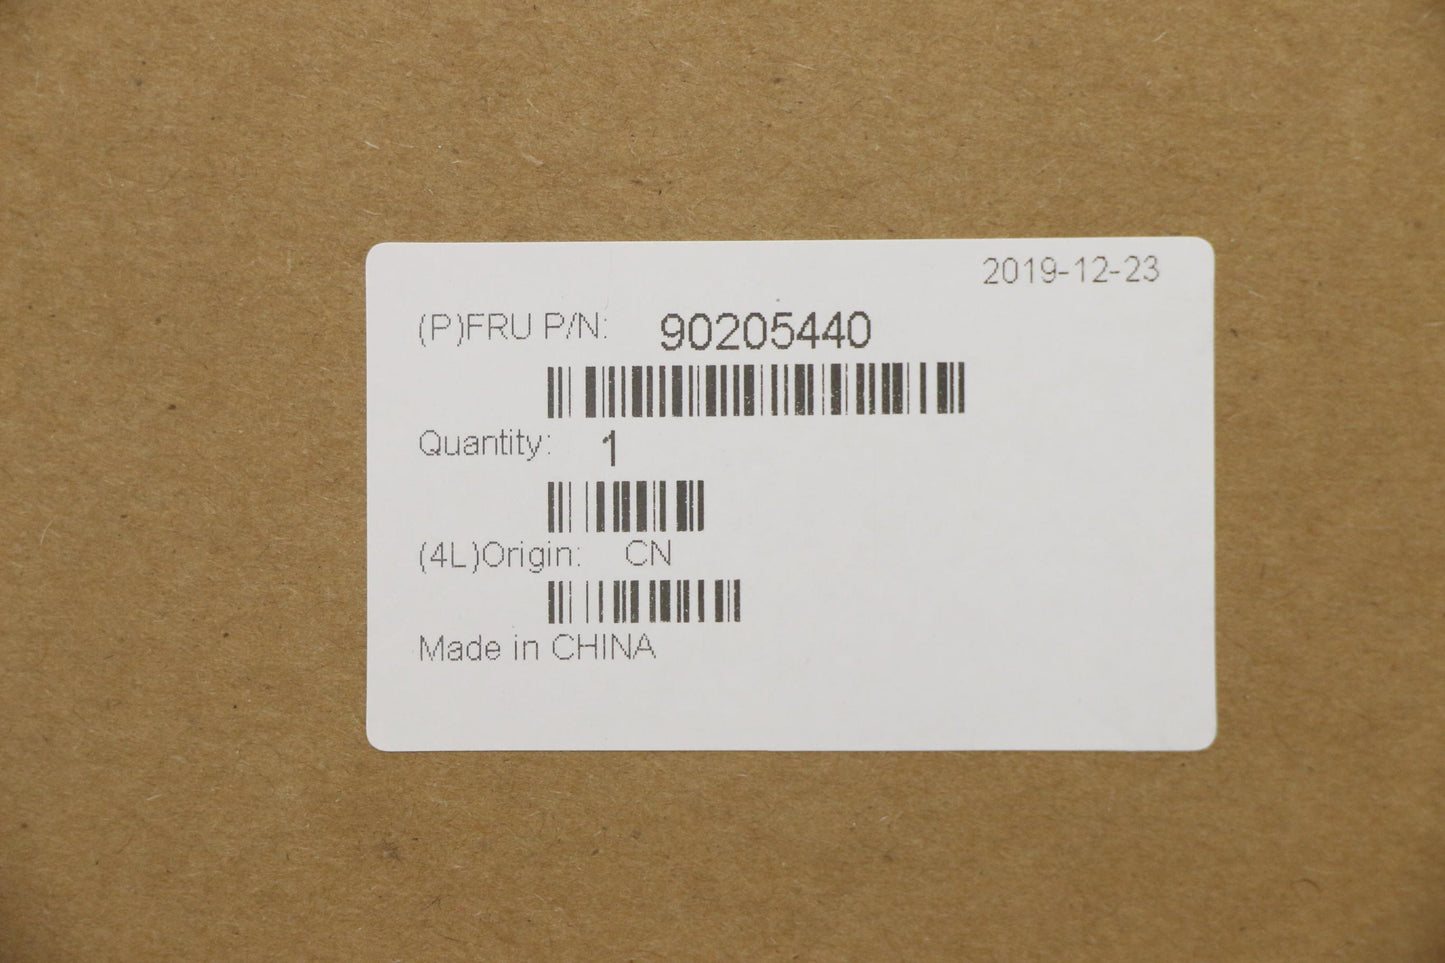 2019-12-23
(P)FRU P/N: 90205440
Quantity: 1
(4L)Origin: CN
Made in CHINA